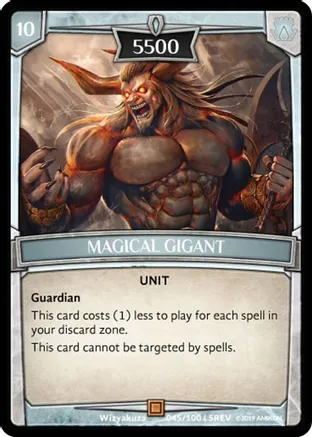 10
5500
MAGICAL GIGANT
UNIT
Guardian
This card costs (1) less to play for each spell in
your discard zone.
This card cannot be targeted by spells.
Wizyakuza 045/100 LSREV ©2019 AMBKON